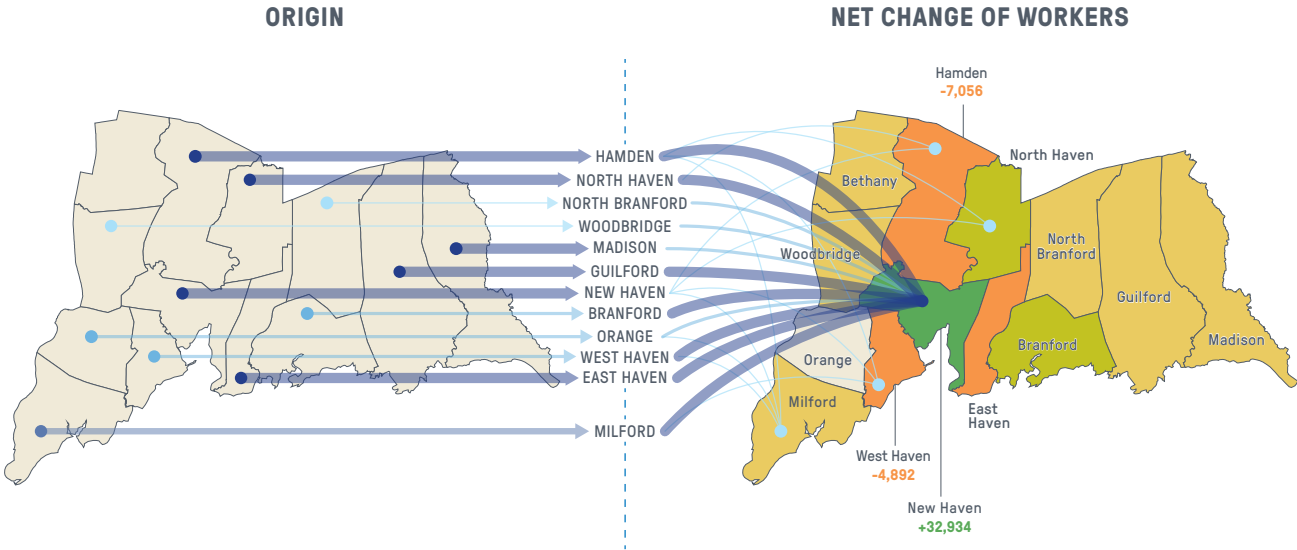 ORIGIN
NET CHANGE OF WORKERS
HAMDEN
NORTH HAVEN
NORTH BRANFORD
WOODBRIDGE
MADISON
GUILFORD
NEW HAVEN
BRANFORD
ORANGE
WEST HAVEN
EAST HAVEN
MILFORD
Hamden
-7,056
North Haven
Bethany
Woodbridge
North
Branford
Guilford
Madison
Branford
Orange
Milford
East
Haven
West Haven
-4,892
New Haven
+32,934